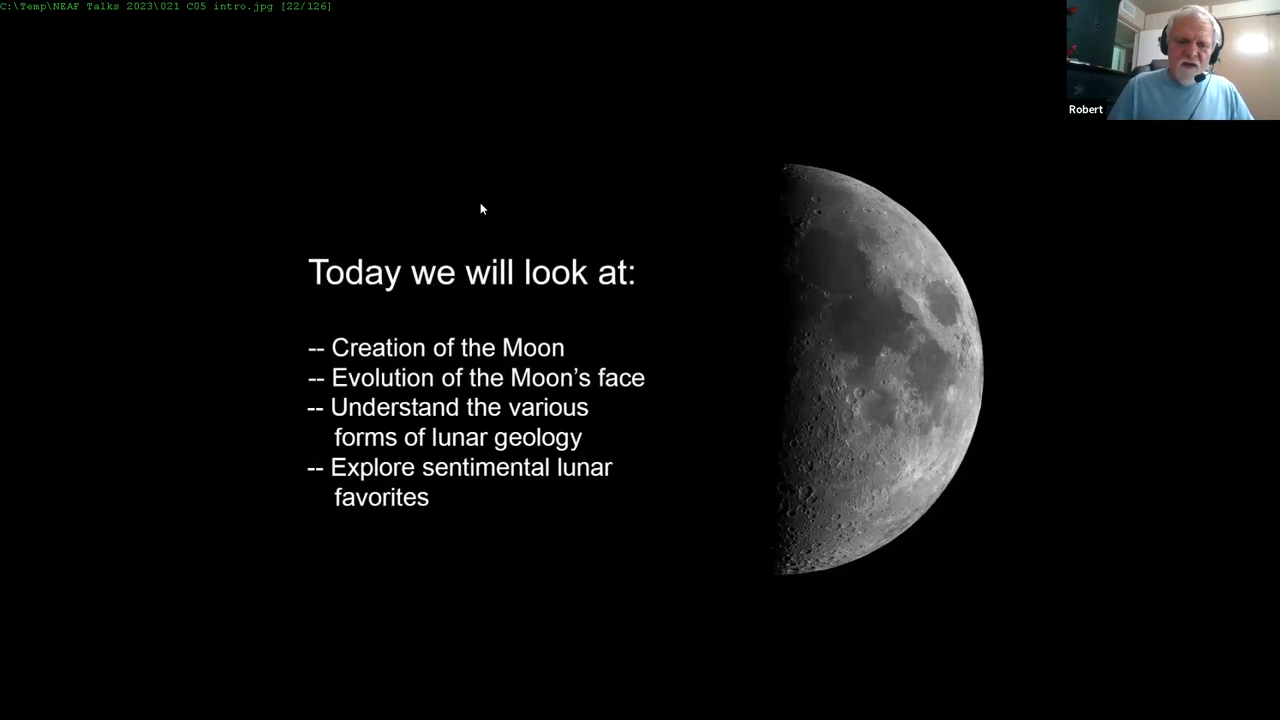 C:\Temp\NEAF Talks 2023\021 C05 intro.jpg [22/126]
Robert
Today we will look at:
-- Creation of the Moon
-- Evolution of the Moon’s face
-- Understand the various
forms of lunar geology
-- Explore sentimental lunar
favorites